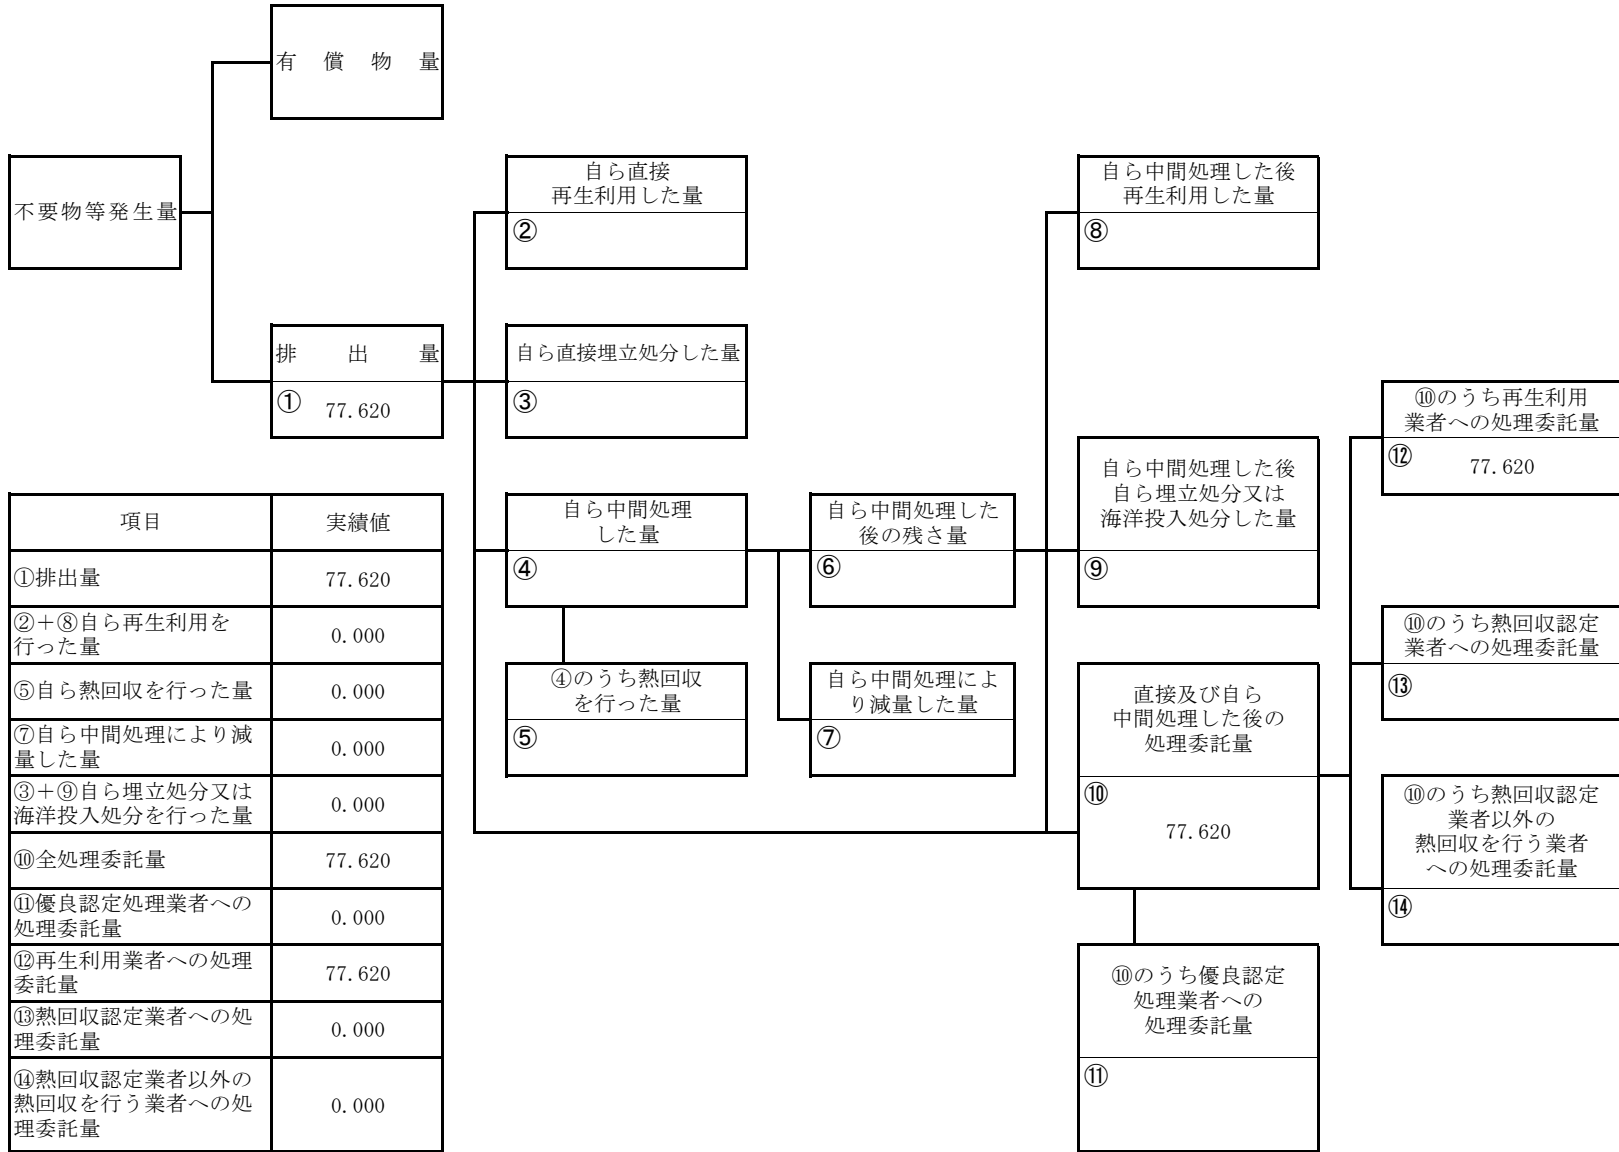 有償物量
不要物等発生量
排出量
① 77.620
自ら直接
再生利用した量
②
自ら直接埋立処分した量
③
自ら中間処理
した量
④
④のうち熱回収
を行った量
⑤
自ら中間処理した
後の残さ量
⑥
自ら中間処理によ
り減量した量
⑦
自ら中間処理した後
再生利用した量
⑧
自ら中間処理した後
自ら埋立処分又は
海洋投入処分した量
⑨
直接及び自ら
中間処理した後の
処理委託量
⑩
77.620
⑩のうち優良認定
処理業者への
処理委託量
⑪
⑩のうち再生利用
業者への処理委託量
⑫ 77.620
⑩のうち熱回収認定
業者への処理委託量
⑬
⑩のうち熱回収認定
業者以外の
熱回収を行う業者
への処理委託量
⑭
項目 実績値
①排出量 77.620
②＋⑧自ら再生利用を
行った量 0.000
⑤自ら熱回収を行った量 0.000
⑦自ら中間処理により減
量した量 0.000
③＋⑨自ら埋立処分又は
海洋投入処分を行った量 0.000
⑩全処理委託量 77.620
⑪優良認定処理業者への
処理委託量 0.000
⑫再生利用業者への処理
委託量 77.620
⑬熱回収認定業者への処
理委託量 0.000
⑭熱回収認定業者以外の
熱回収を行う業者への処
理委託量 0.000